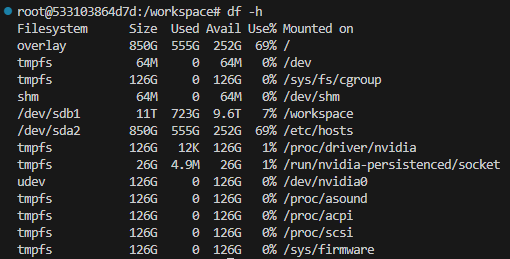 root@533103864d7d:/workspace# df -h
Filesystem      Size  Used Avail Use% Mounted on
overlay         850G  555G  252G  69% /
tmpfs            64M     0   64M   0% /dev
tmpfs           126G     0  126G   0% /sys/fs/cgroup
shm              64M     0   64M   0% /dev/shm
/dev/sdb1        11T  723G  9.6T   7% /workspace
/dev/sda2       850G  555G  252G  69% /etc/hosts
tmpfs           126G   12K  126G   1% /proc/driver/nvidia
tmpfs            26G  4.9M   26G   1% /run/nvidia-persistenced/socket
udev            126G     0  126G   0% /dev/nvidia0
tmpfs           126G     0  126G   0% /proc/asound
tmpfs           126G     0  126G   0% /proc/acpi
tmpfs           126G     0  126G   0% /proc/scsi
tmpfs           126G     0  126G   0% /sys/firmware